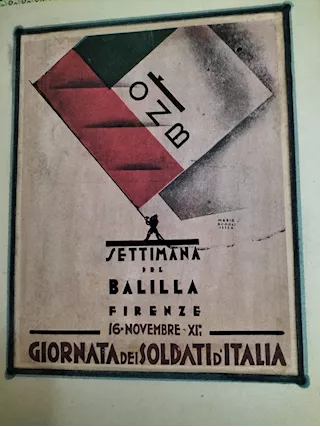 ONB
SETTIMANA
DEL
BALILLA
FIRENZE
16·NOVEMBRE·XI·
GIORNATA DEI SOLDATI D'ITALIA